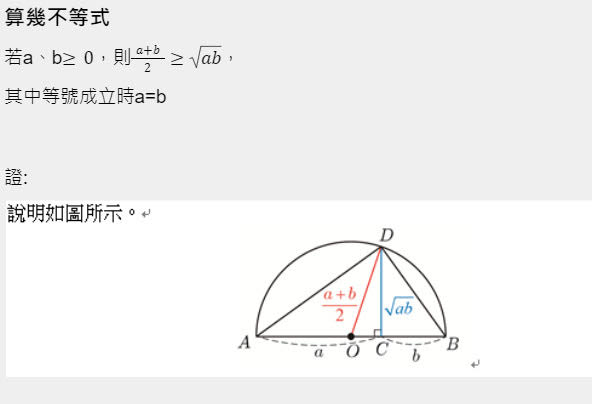 算幾不等式
若a、b≥ 0，則 $\frac{a+b}{2} \geq \sqrt{ab}$，
其中等號成立時a=b
證:
說明如圖所示。↵
D
$\frac{a+b}{2}$ $\sqrt{ab}$
A a O C b B ↵